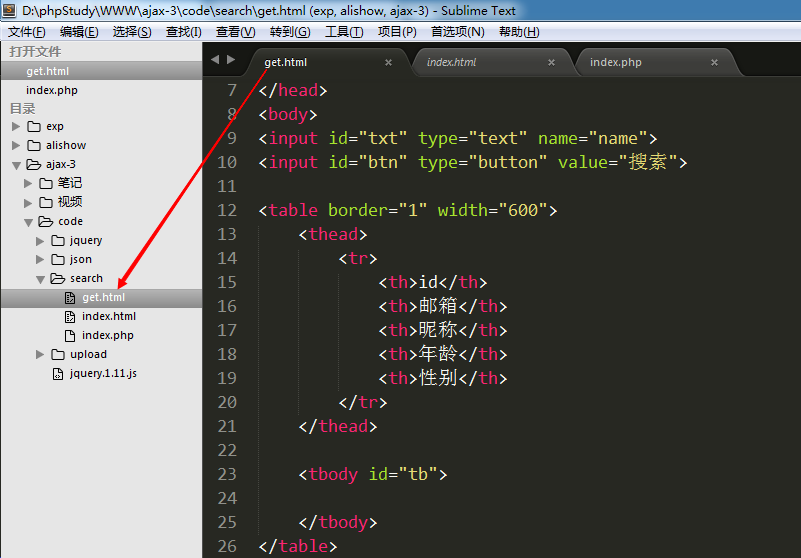 D:\phpStudy\WWW\ajax-3\code\search\get.html (exp, alishow, ajax-3) - Sublime Text
文件(F) 编辑(E) 选择(S) 查找(I) 查看(V) 转到(G) 工具(T) 项目(P) 首选项(N) 帮助(H)
打开文件
get.html
index.php
目录
exp
alishow
ajax-3
笔记
视频
code
jquery
json
search
get.html
index.html
index.php
upload
jquery.1.11.js
get.html × index.html × index.php ×
7 </head>
8 <body>
9 <input id="txt" type="text" name="name">
10 <input id="btn" type="button" value="搜索">
11
12 <table border="1" width="600">
13 <thead>
14 <tr>
15 <th>id</th>
16 <th>邮箱</th>
17 <th>昵称</th>
18 <th>年龄</th>
19 <th>性别</th>
20 </tr>
21 </thead>
22
23 <tbody id="tb">
24
25 </tbody>
26 </table>